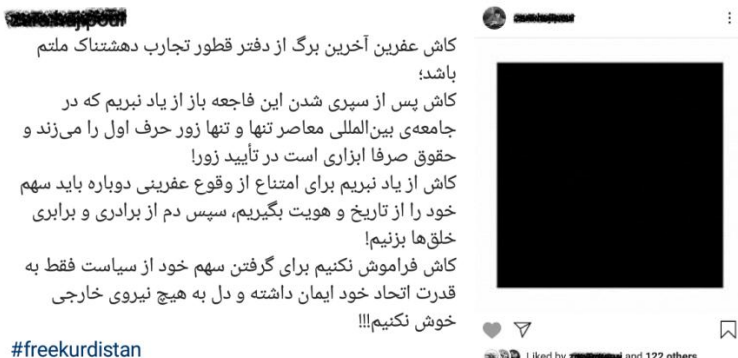 کاش عفرین آخرین برگ از دفتر قطور تجارب دهشتناک ملتم
باشد؛
کاش پس از سپری شدن این فاجعه باز از یاد نبریم که در
جامعه‌ی بین‌المللی معاصر تنها و تنها زور حرف اول را می‌زند و
حقوق صرفا ابزاری است در تأیید زور!
کاش از یاد نبریم برای امتناع از وقوع عفرینی دوباره باید سهم
خود را از تاریخ و هویت بگیریم، سپس دم از برادری و برابری
خلق‌ها بزنیم!
کاش فراموش نکنیم برای گرفتن سهم خود از سیاست فقط به
قدرت اتحاد خود ایمان داشته و دل به هیچ نیروی خارجی
خوش نکنیم!!!
#freekurdistan
Liked by and 122 others